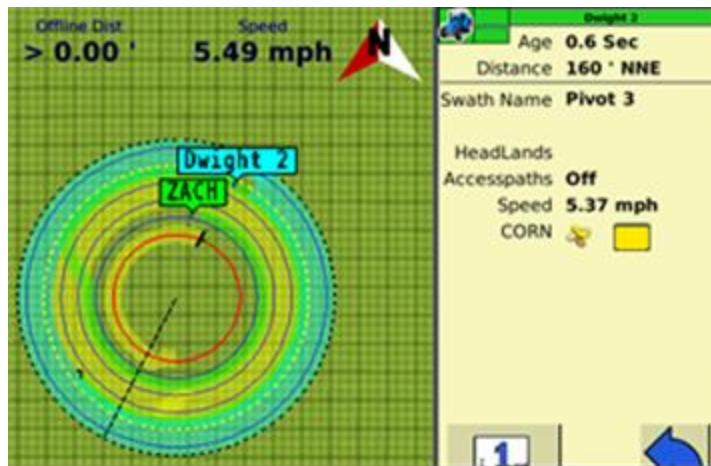 Offline Dist
> 0.00 '
Speed
5.49 mph
N
Dwight 2
ZACH
Dwight 2
Age 0.6 Sec
Distance 160 ' NNE
Swath Name Pivot 3
HeadLands
Accesspaths Off
Speed 5.37 mph
CORN
1